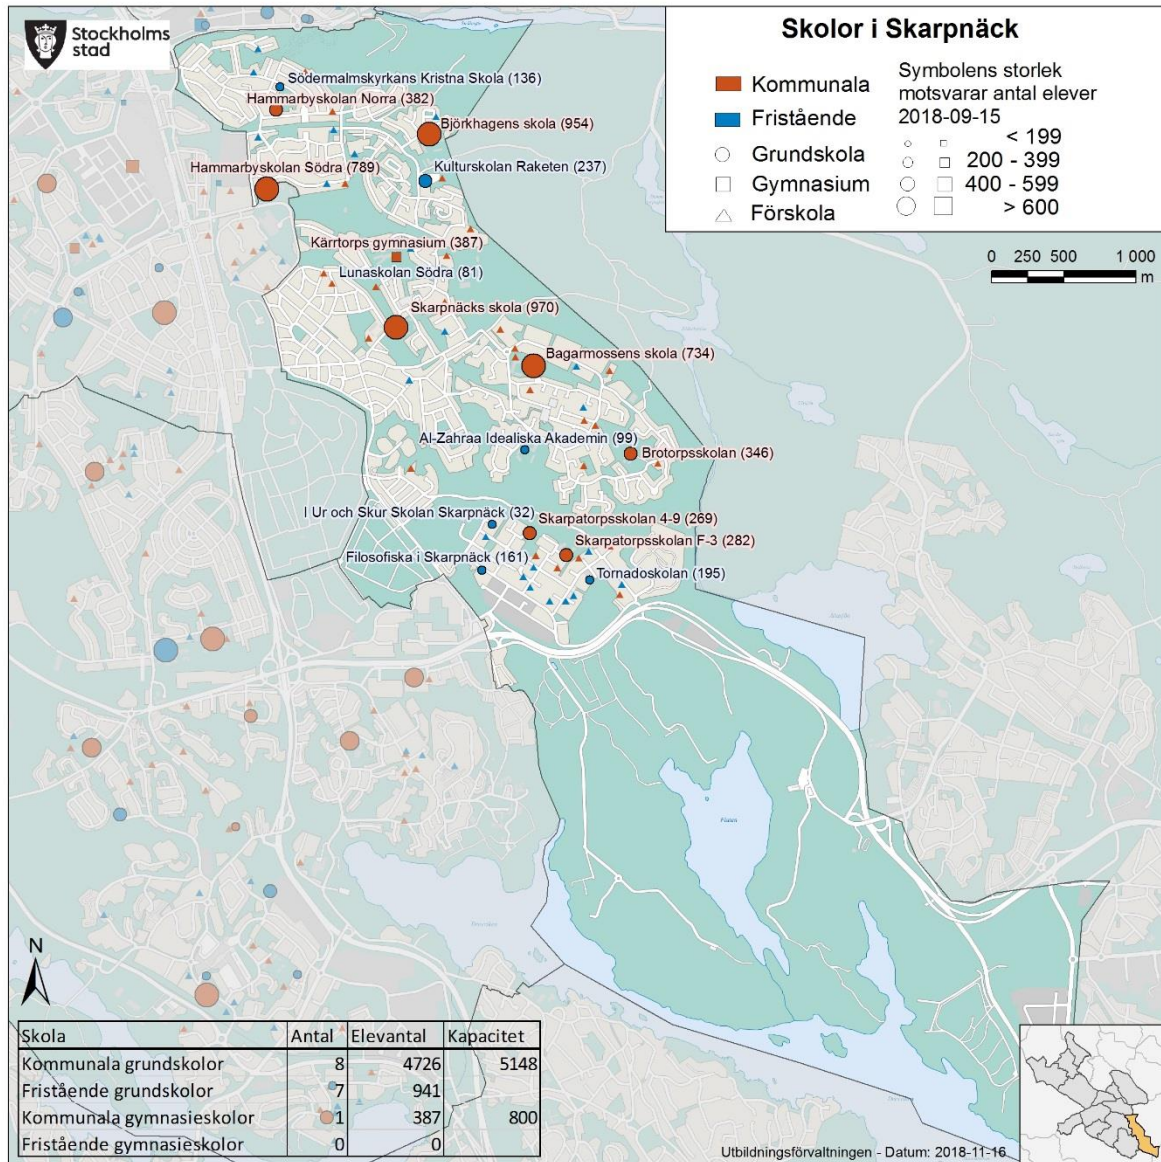 Stockholms
stad
Skolor i Skarpnäck
Kommunala
Fristående
Grundskola
Gymnasium
Förskola
Symbolens storlek
motsvarar antal elever
2018-09-15
< 199
200 - 399
400 - 599
> 600
0 250 500 1 000
m
Södermalmskyrkans Kristna Skola (136)
Hammarbyskolan Norra (382)
Björkhagens skola (954)
Hammarbyskolan Södra (789)
Kulturskolan Raketen (237)
Kärrtorps gymnasium (387)
Lunaskolan Södra (81)
Skarpnäcks skola (970)
Bagarmossens skola (734)
Al-Zahraa Idealiska Akademin (99)
Brotorpsskolan (346)
I Ur och Skur Skolan Skarpnäck (32)
Skarpatorpsskolan 4-9 (269)
Skarpatorpsskolan F-3 (282)
Filosofiska i Skarpnäck (161)
Tornadoskolan (195)
N
Skola Antal Elevantal Kapacitet
Kommunala grundskolor 8 4726 5148
Fristående grundskolor 7 941
Kommunala gymnasieskolor 1 387 800
Fristående gymnasieskolor 0 0
Utbildningsförvaltningen - Datum: 2018-11-16